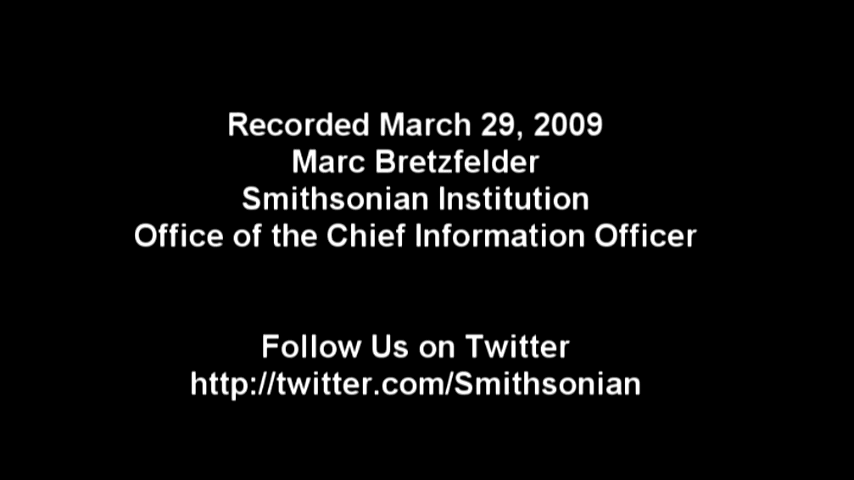 Recorded March 29, 2009
Marc Bretzfelder
Smithsonian Institution
Office of the Chief Information Officer
Follow Us on Twitter
http://twitter.com/Smithsonian